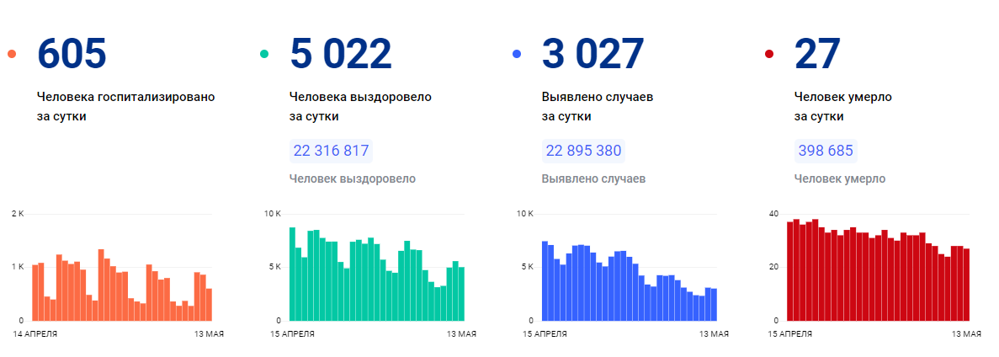 605
Человека госпитализировано
за сутки
5 022
Человека выздоровело
за сутки
22 316 817
Человек выздоровело
3 027
Выявлено случаев
за сутки
22 895 380
Выявлено случаев
27
Человек умерло
за сутки
398 685
Человек умерло
2 K
1 K
0
14 АПРЕЛЯ
13 МАЯ
10 K
5 K
0
15 АПРЕЛЯ
13 МАЯ
10 K
5 K
0
15 АПРЕЛЯ
13 МАЯ
40
20
0
15 АПРЕЛЯ
13 МАЯ